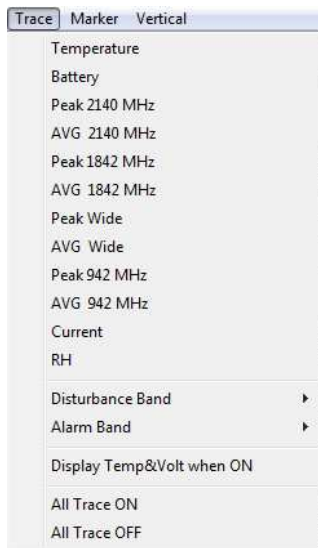 Trace Marker Vertical
Temperature
Battery
Peak 2140 MHz
AVG 2140 MHz
Peak 1842 MHz
AVG 1842 MHz
Peak Wide
AVG Wide
Peak 942 MHz
AVG 942 MHz
Current
RH
Disturbance Band
Alarm Band
Display Temp&Volt when ON
All Trace ON
All Trace OFF